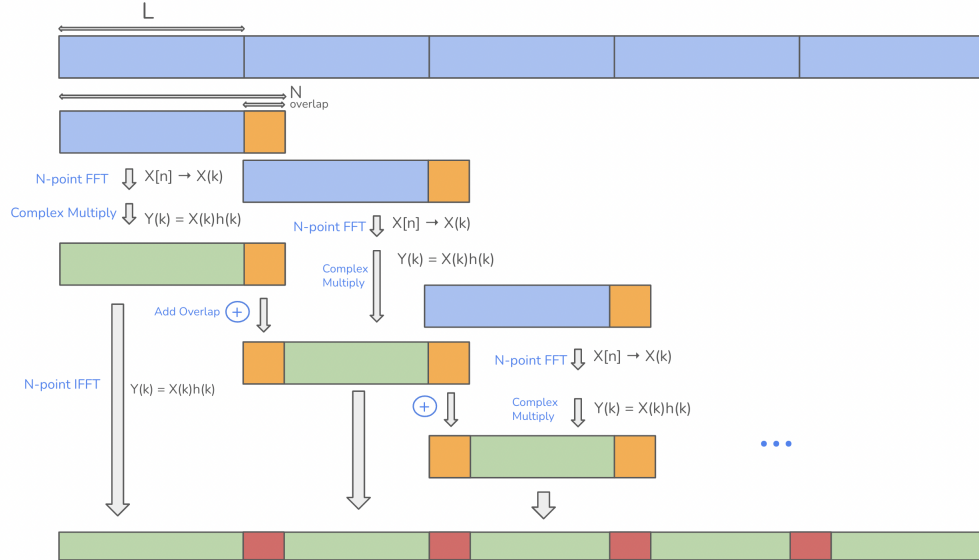 L
N
overlap
N-point FFT
X[n] → X(k)
Complex Multiply
Y(k) = X(k)h(k)
N-point FFT
X[n] → X(k)
Complex
Multiply
Y(k) = X(k)h(k)
Add Overlap
+
N-point FFT
X[n] → X(k)
N-point IFFT
Y(k) = X(k)h(k)
+
Complex
Multiply
Y(k) = X(k)h(k)
...